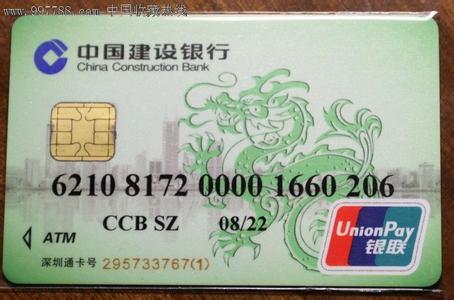 www.997788.com 中国收藏热线
中国建设银行
China Construction Bank
6210 8172 0000 1660 206
CCB SZ 08/22
ATM
UnionPay
银联
深圳通卡号 295733767(1)